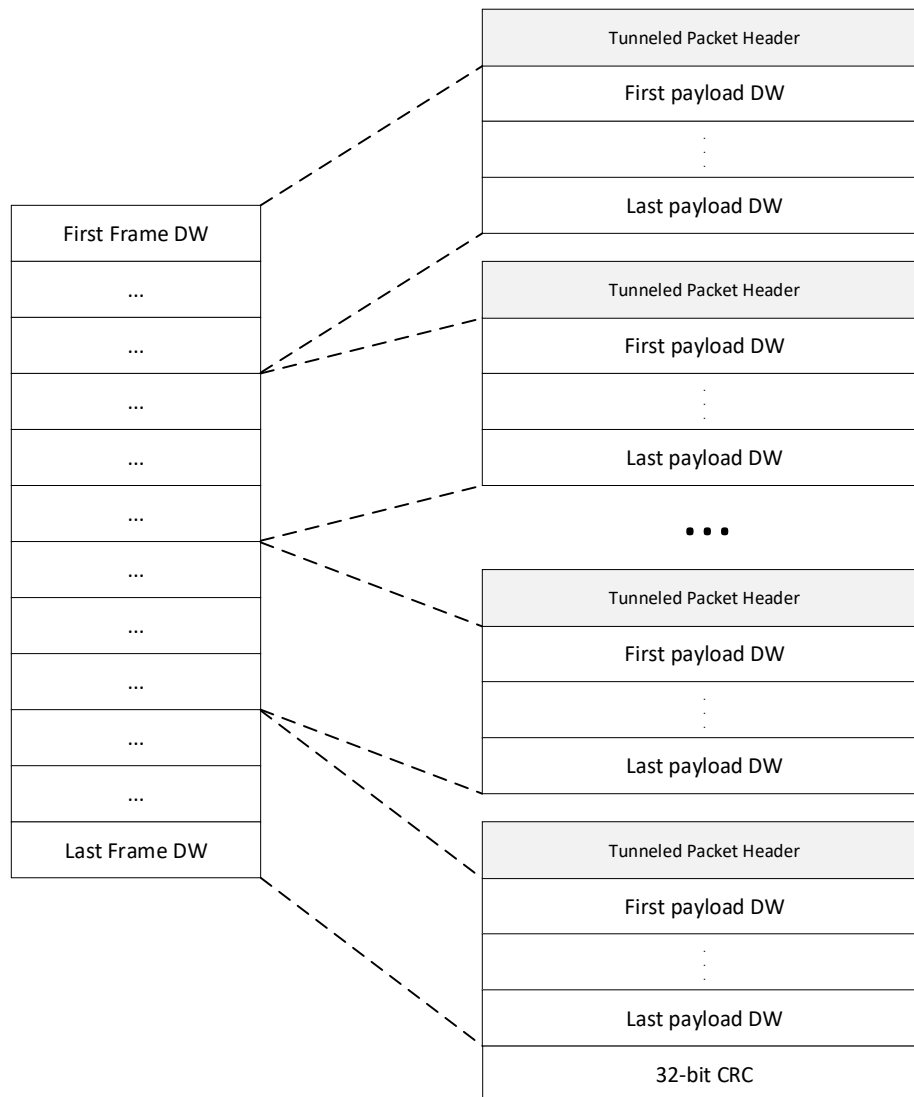 First Frame DW
...
...
...
...
...
...
...
...
...
...
Last Frame DW
Tunneled Packet Header
First payload DW
.
.
.
Last payload DW
Tunneled Packet Header
First payload DW
.
.
.
Last payload DW
...
Tunneled Packet Header
First payload DW
.
.
.
Last payload DW
Tunneled Packet Header
First payload DW
.
.
.
Last payload DW
32-bit CRC